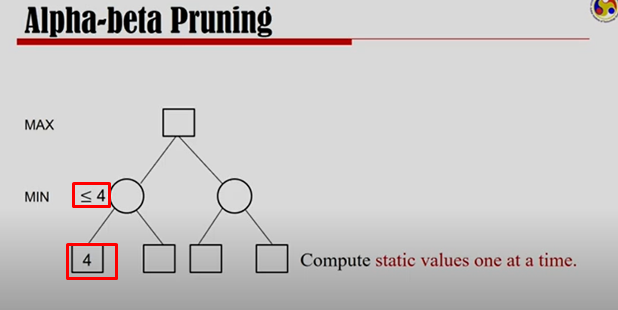 Alpha-beta Pruning
MAX
MIN
≤ 4
4
Compute static values one at a time.